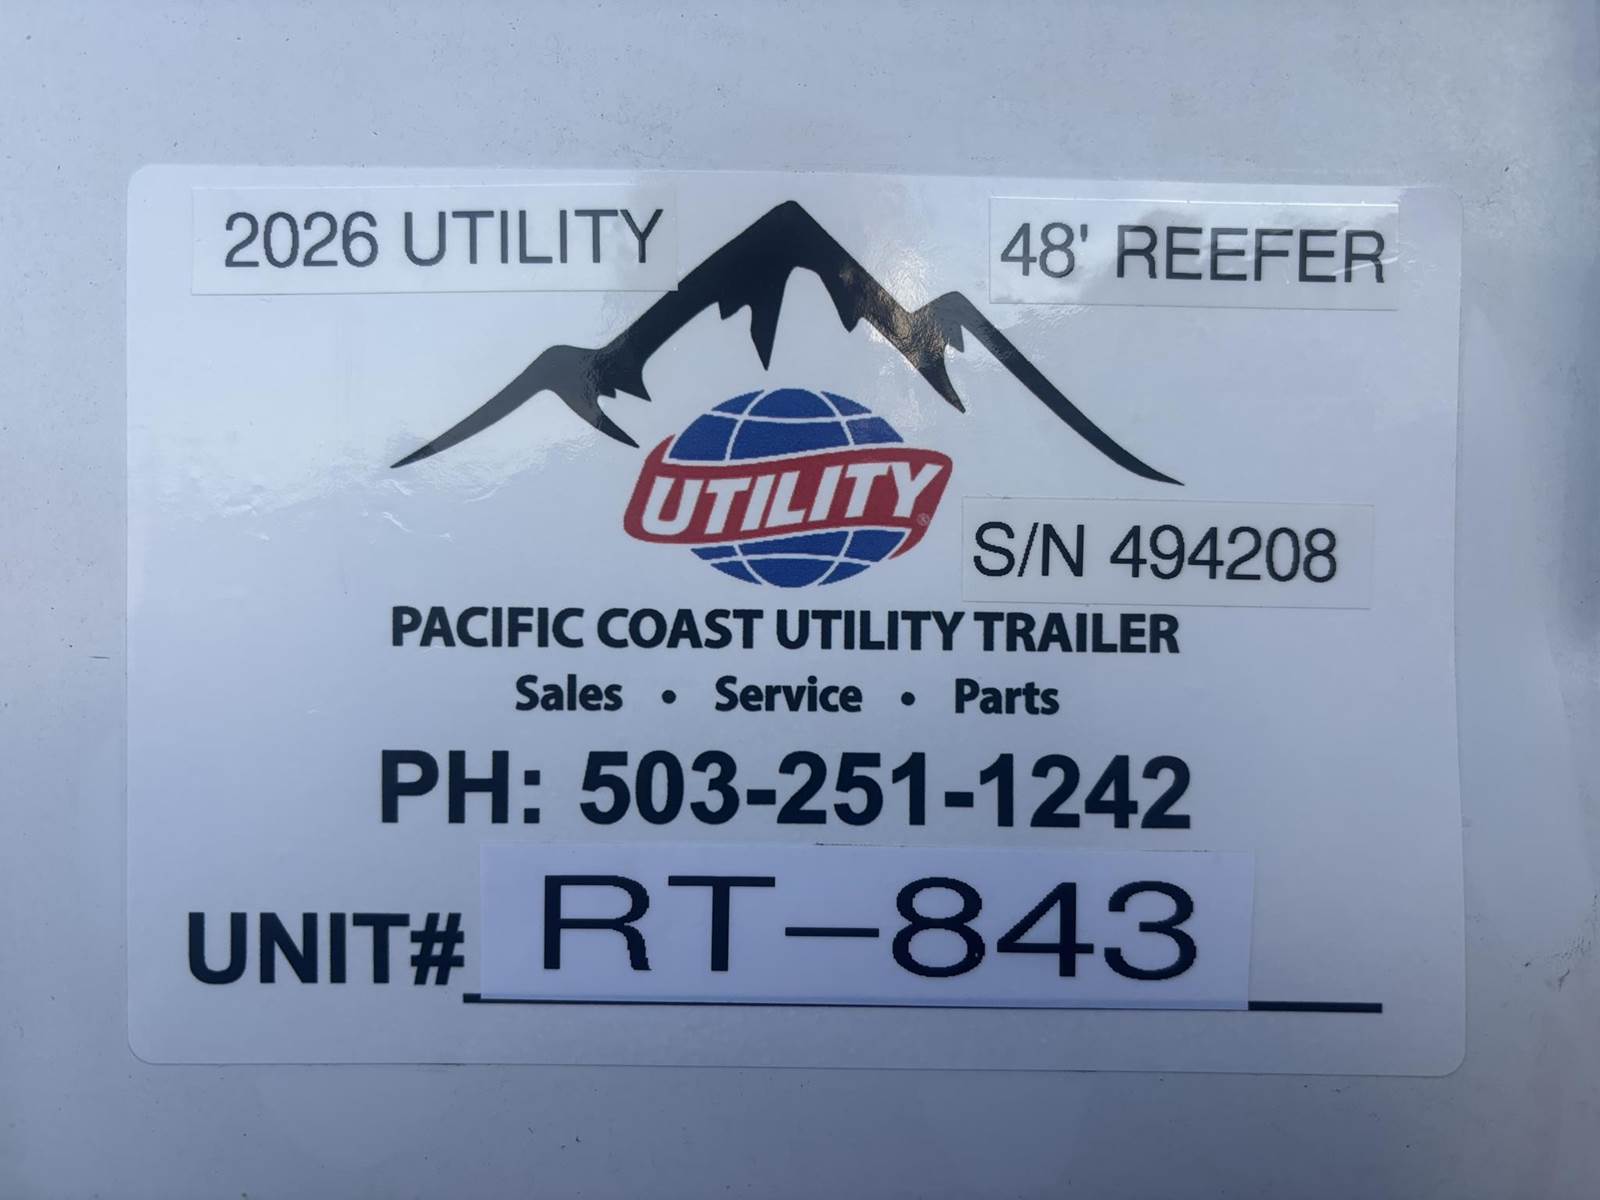 2026 UTILITY
48' REEFER
UTILITY®
S/N 494208
PACIFIC COAST UTILITY TRAILER
Sales • Service • Parts
PH: 503-251-1242
UNIT# RT-843